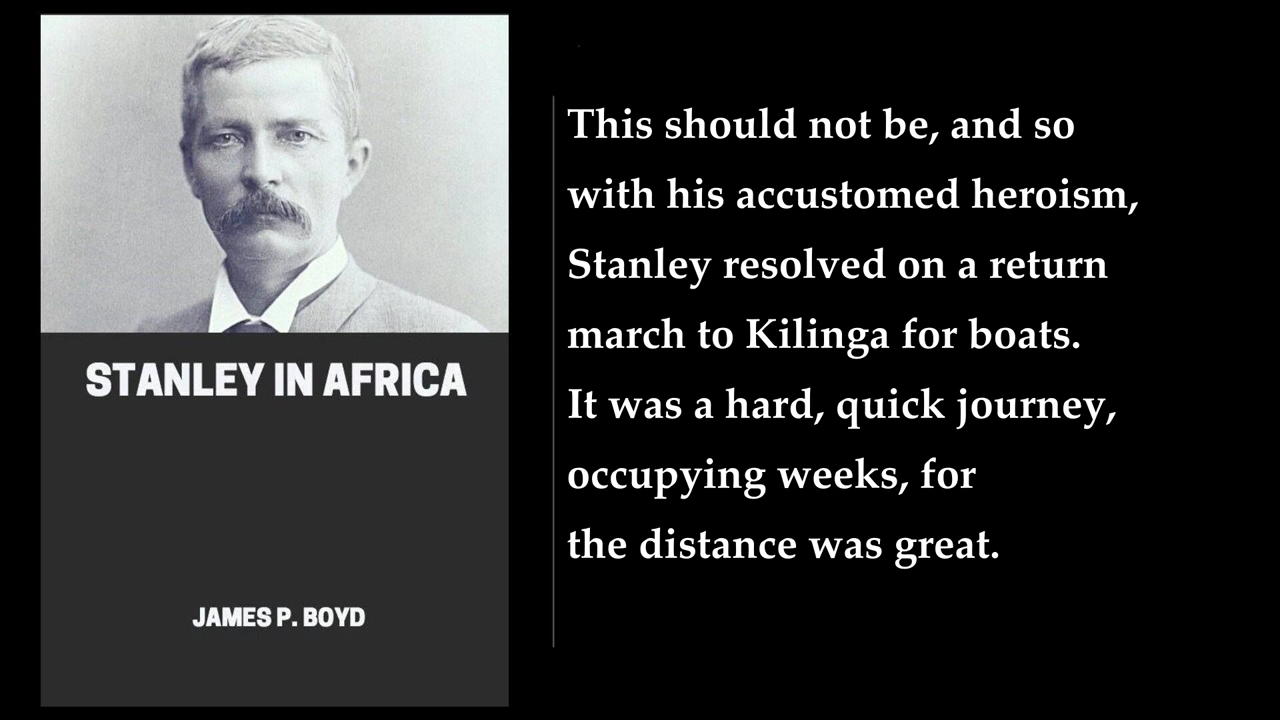 STANLEY IN AFRICA
JAMES P. BOYD
This should not be, and so
with his accustomed heroism,
Stanley resolved on a return
march to Kilinga for boats.
It was a hard, quick journey,
occupying weeks, for
the distance was great.